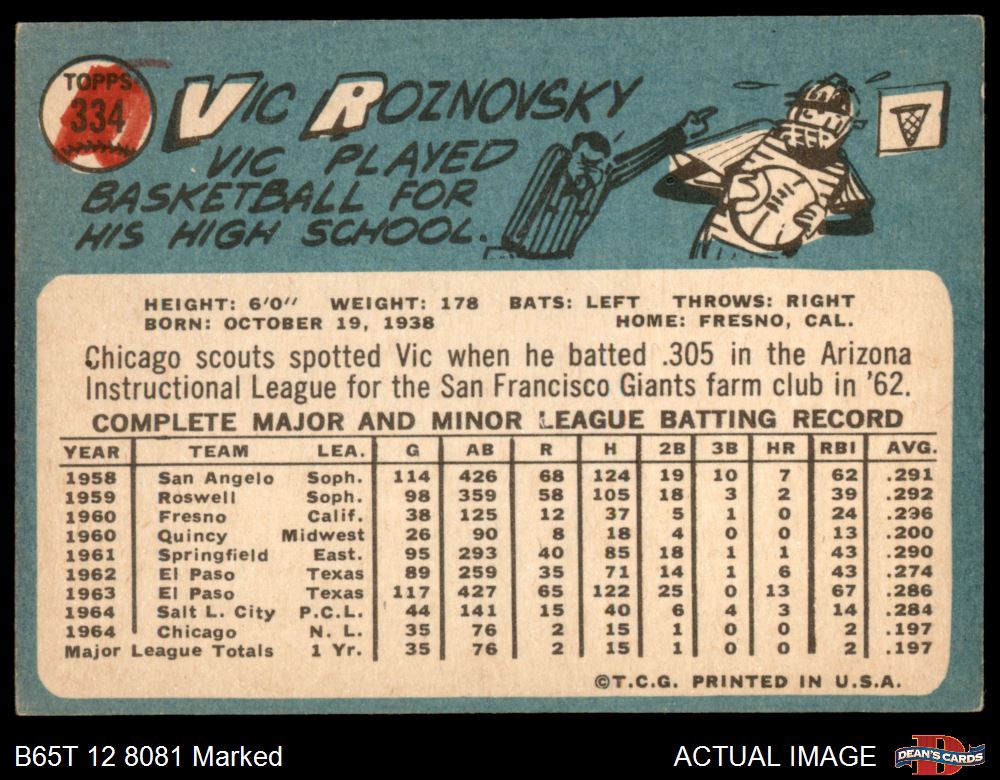 TOPPS
334
VIC ROZNOVSKY
VIC PLAYED
BASKETBALL FOR
HIS HIGH SCHOOL.
HEIGHT: 6'0" WEIGHT: 178 BATS: LEFT THROWS: RIGHT
BORN: OCTOBER 19, 1938 HOME: FRESNO, CAL.
Chicago scouts spotted Vic when he batted .305 in the Arizona
Instructional League for the San Francisco Giants farm club in '62.
COMPLETE MAJOR AND MINOR LEAGUE BATTING RECORD
YEAR TEAM LEA. G AB R H 2B 3B HR RBI AVG.
1958 San Angelo Soph. 114 426 68 124 19 10 7 62 .291
1959 Roswell Soph. 98 359 58 105 18 3 2 39 .292
1960 Fresno Calif. 38 125 12 37 5 1 0 24 .296
1960 Quincy Midwest 26 90 8 18 4 0 0 13 .200
1961 Springfield East. 95 293 40 85 18 1 1 43 .290
1962 El Paso Texas 89 259 35 71 14 1 6 43 .274
1963 El Paso Texas 117 427 65 122 25 0 13 67 .286
1964 Salt L. City P.C.L. 44 141 15 40 6 4 3 14 .284
1964 Chicago N. L. 35 76 2 15 1 0 0 2 .197
Major League Totals 1 Yr. 35 76 2 15 1 0 0 2 .197
©T.C.G. PRINTED IN U.S.A.
B65T 12 8081 Marked
ACTUAL IMAGE
DEAN'S CARDS